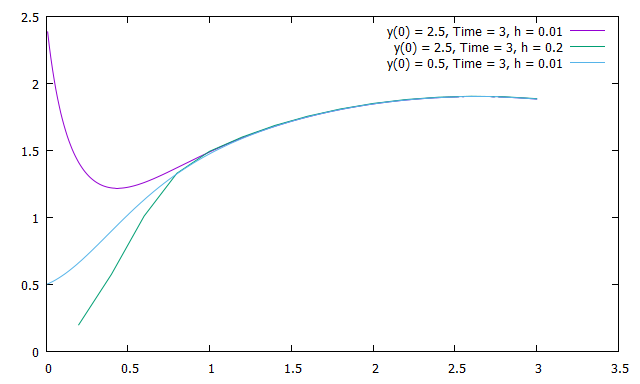 2.5
2
1.5
1
0.5
0
y(0) = 2.5, Time = 3, h = 0.01
y(0) = 2.5, Time = 3, h = 0.2
y(0) = 0.5, Time = 3, h = 0.01
0 0.5 1 1.5 2 2.5 3 3.5